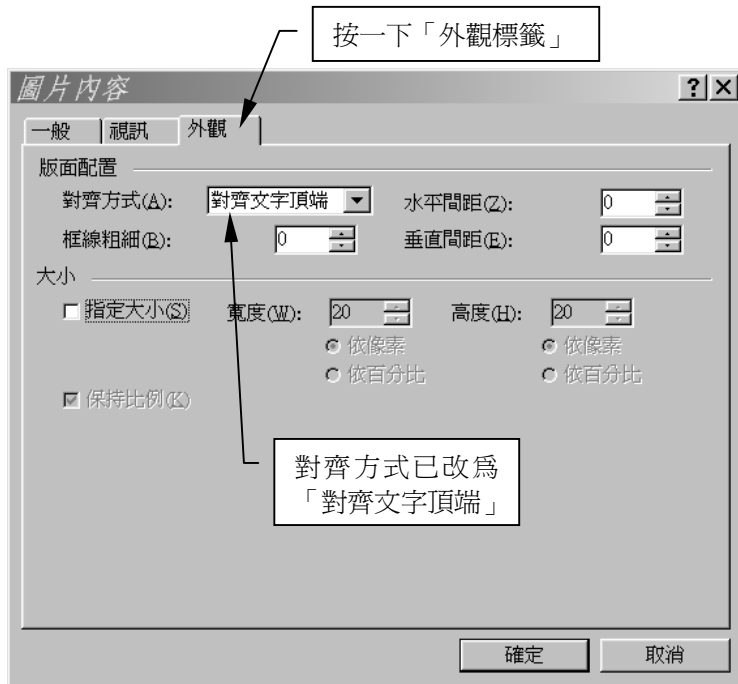 按一下「外觀標籤」
圖片內容
一般 視訊 外觀
版面配置
對齊方式(A): 對齊文字頂端 水平間距(Z): 0
框線粗細(B): 0 垂直間距(E): 0
大小
指定大小(S) 寬度(W): 20 高度(H): 20
依像素 依像素
依百分比 依百分比
保持比例(K)
對齊方式已改爲
「對齊文字頂端」
確定 取消